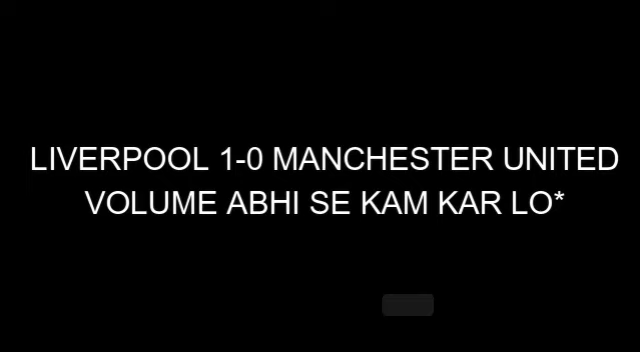 LIVERPOOL 1-0 MANCHESTER UNITED
VOLUME ABHI SE KAM KAR LO*